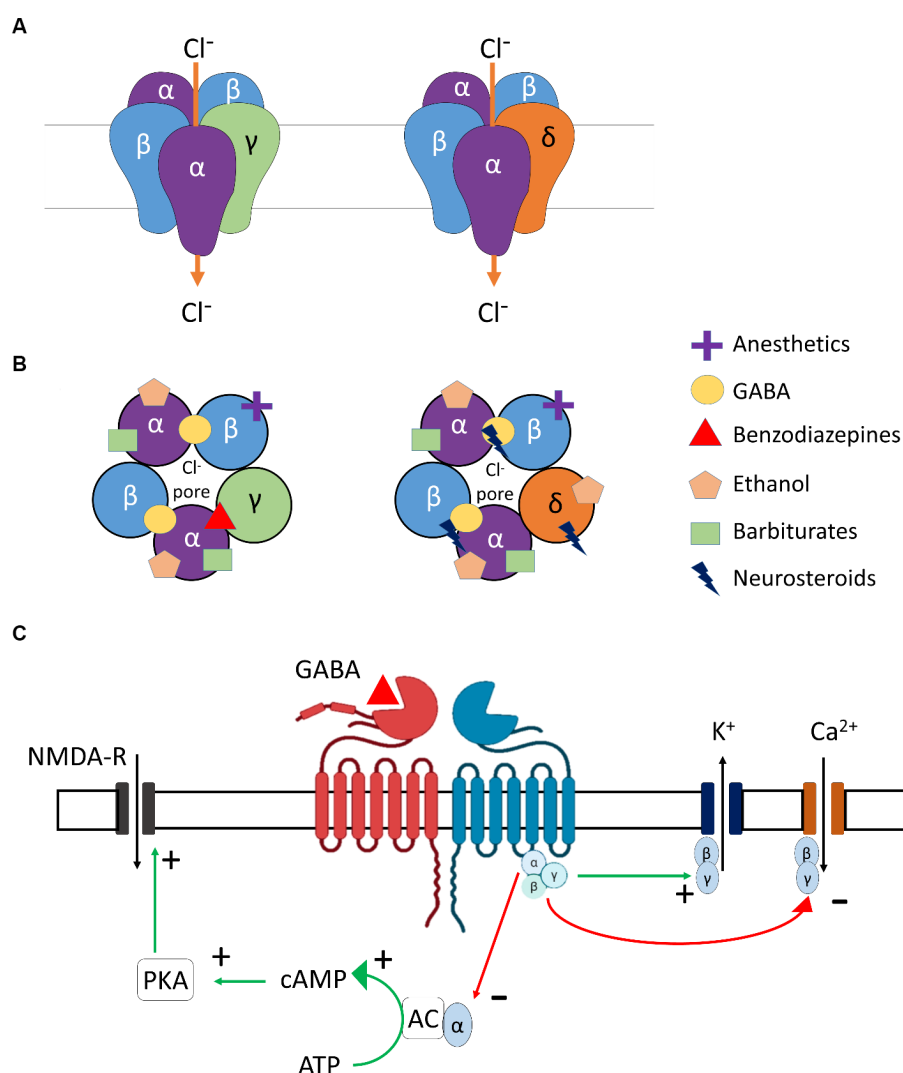 A
Cl⁻ Cl⁻
α β α β
β γ β δ
α α
Cl⁻ Cl⁻
B
α β α β
Cl-
pore
Cl-
pore
β γ β δ
α α
Anesthetics
GABA
Benzodiazepines
Ethanol
Barbiturates
Neurosteroids
C
GABA
NMDA-R
K⁺ Ca²⁺
α
β γ
β
γ
β
γ
+ + -
+ + -
PKA cAMP AC α
ATP